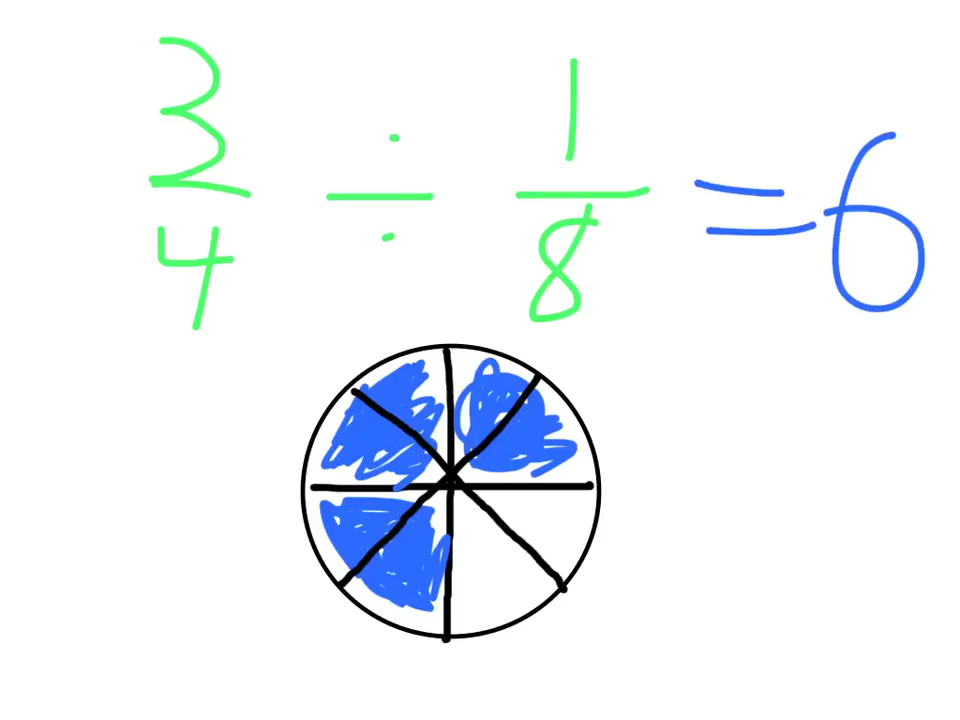 3/4 ÷ 1/8 = 6